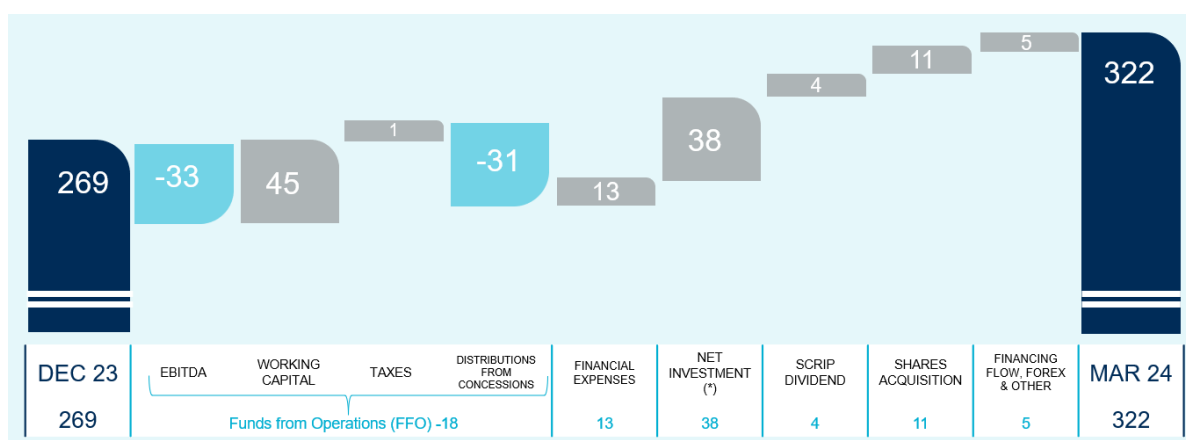 269
-33
45
1
-31
13
38
4
11
5
322
DEC 23
EBITDA
WORKING
CAPITAL
TAXES
DISTRIBUTIONS
FROM
CONCESSIONS
FINANCIAL
EXPENSES
NET
INVESTMENT
(*)
SCRIP
DIVIDEND
SHARES
ACQUISITION
FINANCING
FLOW, FOREX
& OTHER
MAR 24
269
Funds from Operations (FFO) -18
13
38
4
11
5
322